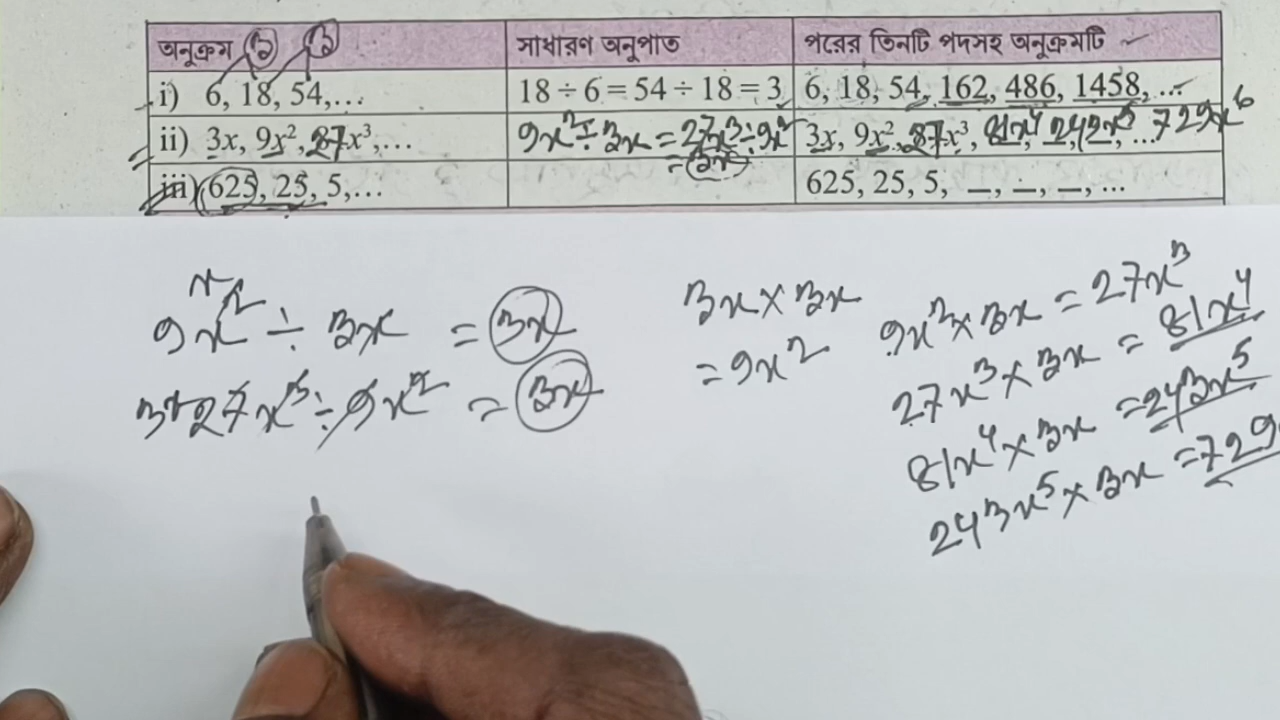 অনুক্রম ২ ১ সাধারণ অনুপাত পরের তিনটি পদসহ অনুক্রমটি
i) 6, 18, 54,... 18 ÷ 6 = 54 ÷ 18 = 3 6, 18, 54, 162, 486, 1458, ...
ii) 3x, 9x², 27x³,... 9x² ÷ 3x = 27x³ ÷ 9x² 3x, 9x², 27x³, 81x⁴, 243x⁵, ... 729x⁶
= 3x
iii) 625, 25, 5,... 625, 25, 5, _, _, _, ...
9x² ÷ 3x = 3x
27x³ ÷ 9x² = 3x
3x × 3x
= 9x²
9x² × 3x = 27x³
27x³ × 3x = 81x⁴
81x⁴ × 3x = 243x⁵
243x⁵ × 3x = 729